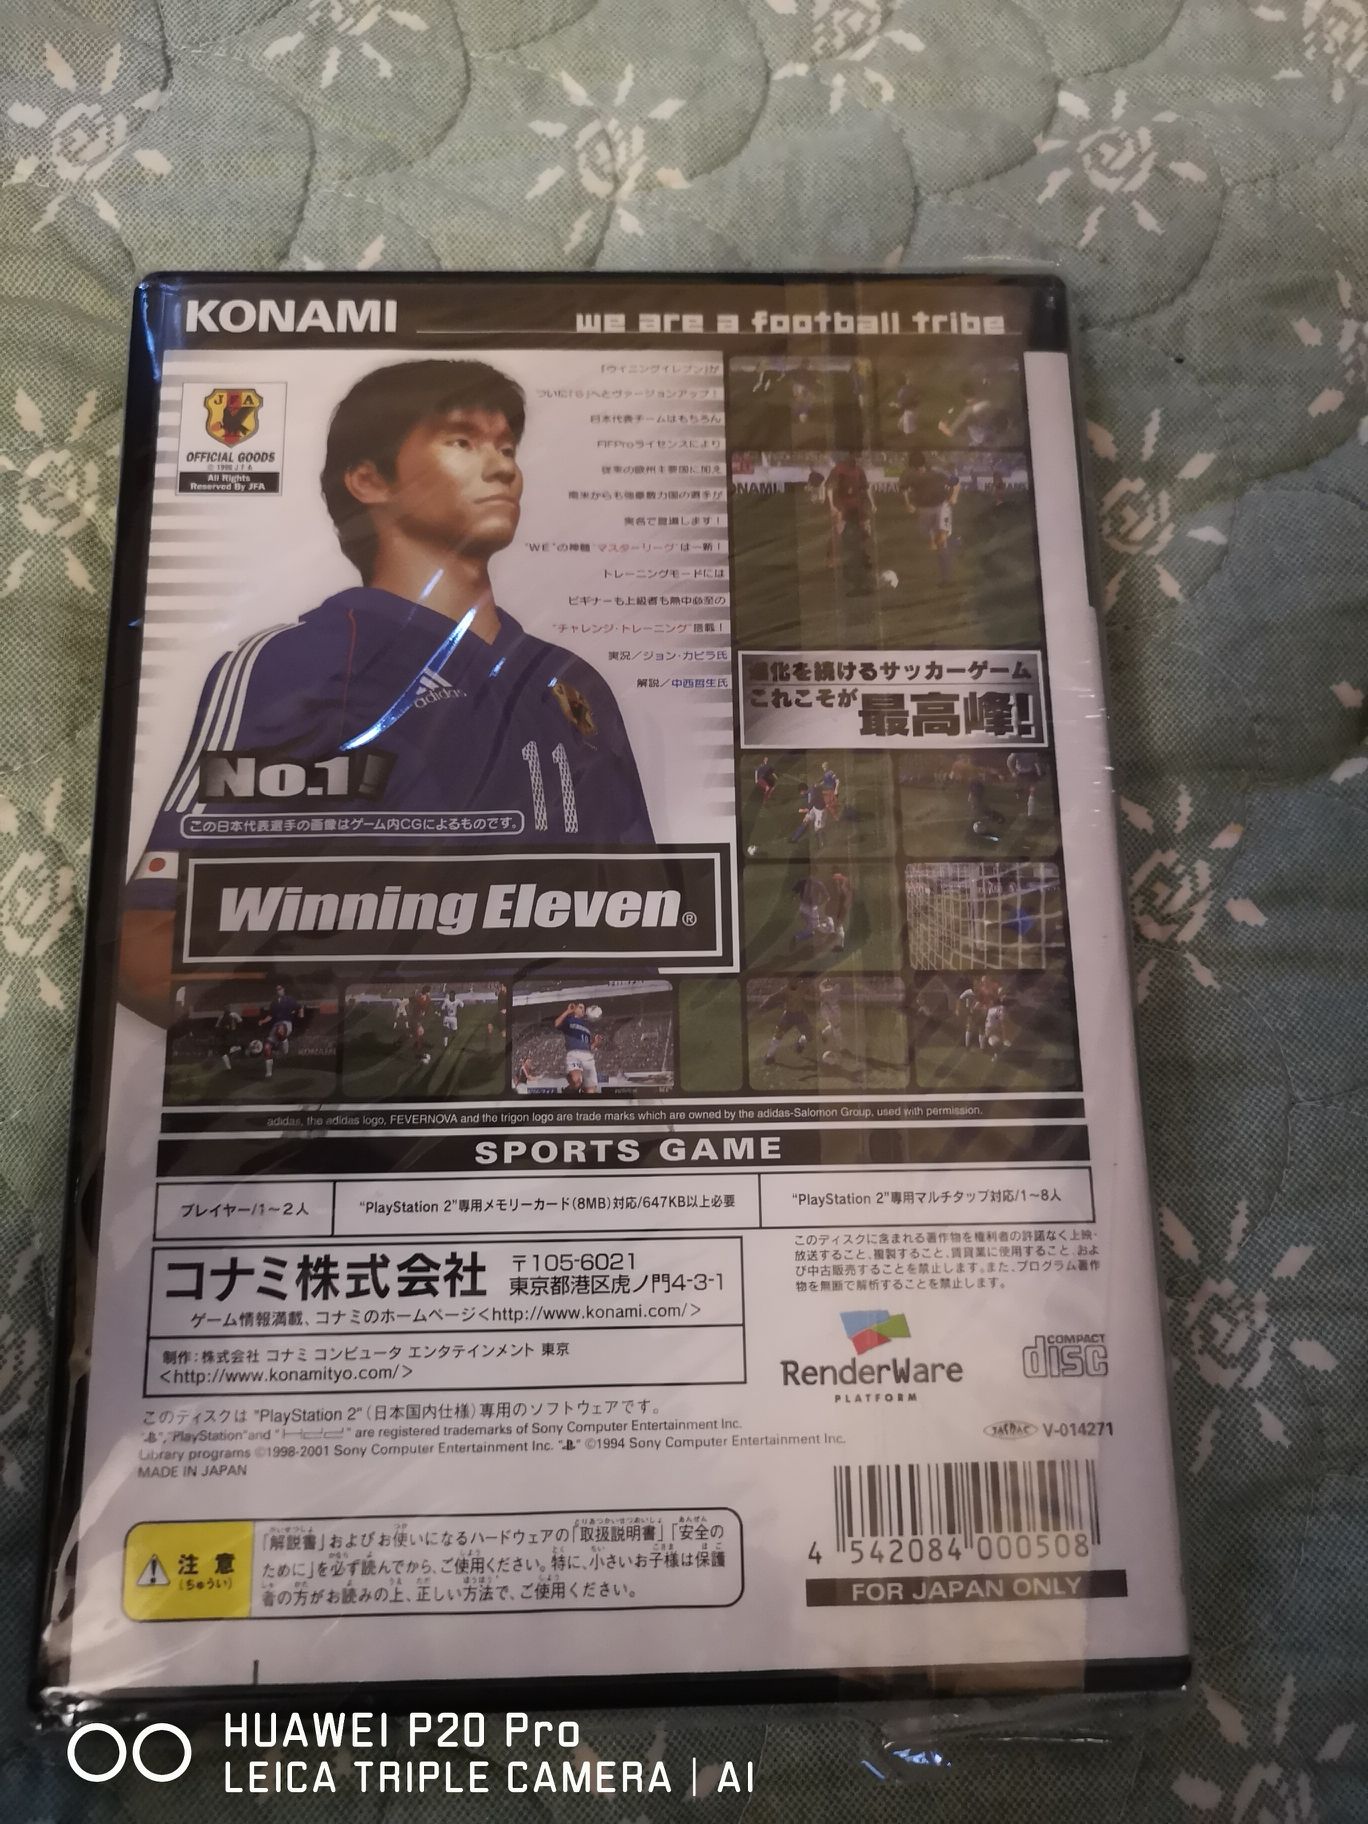 KONAMI
we are a football tribe
JFA
OFFICIAL GOODS
All Rights
Reserved By JFA
「ウイニングイレブン」が
ついに「6」へとヴァージョンアップ！
日本代表チームはもちろん
FIFProライセンスにより
従来の欧州主要国に加え
南米からも強豪数カ国の選手が
実名で登場します！
"WE"の神髄"マスターリーグ"は一新！
トレーニングモードには
ビギナーも上級者も熱中必至の
"チャレンジ・トレーニング"搭載！
実況／ジョン・カビラ氏
解説／中西哲生氏
進化を続けるサッカーゲーム
これこそが最高峰！
adidas
11
No.1!
この日本代表選手の画像はゲーム内CGによるものです。
Winning Eleven®
adidas, the adidas logo, FEVERNOVA and the trigon logo are trade marks which are owned by the adidas-Salomon Group, used with permission.
SPORTS GAME
プレイヤー/1～2人
"PlayStation 2"専用メモリーカード(8MB)対応/647KB以上必要
"PlayStation 2"専用マルチタップ対応/1～8人
コナミ株式会社
〒105-6021
東京都港区虎ノ門4-3-1
ゲーム情報満載、コナミのホームページ<http://www.konami.com/>
制作：株式会社 コナミ コンピュータ エンタテインメント 東京
<http://www.konamityo.com/>
このディスクに含まれる著作物を権利者の許諾なく上映・
放送すること、複製すること、賃貸業に使用すること、およ
び中古販売することを禁止します。また、プログラム著作
物を無断で解析することを禁止します。
RenderWare
PLATFORM
COMPACT
disc
このディスクは "PlayStation 2"（日本国内仕様）専用のソフトウェアです。
"PlayStation"and " " are registered trademarks of Sony Computer Entertainment Inc.
Library programs ©1998-2001 Sony Computer Entertainment Inc. " " ©1994 Sony Computer Entertainment Inc.
MADE IN JAPAN
V-014271
注意
(ちゅうい)
「解説書」およびお使いになるハードウェアの「取扱説明書」「安全の
ために」を必ず読んでから、ご使用ください。特に、小さいお子様は保護
者の方がお読みの上、正しい方法で、ご使用ください。
4 542084 000508
FOR JAPAN ONLY
HUAWEI P20 Pro
LEICA TRIPLE CAMERA | AI